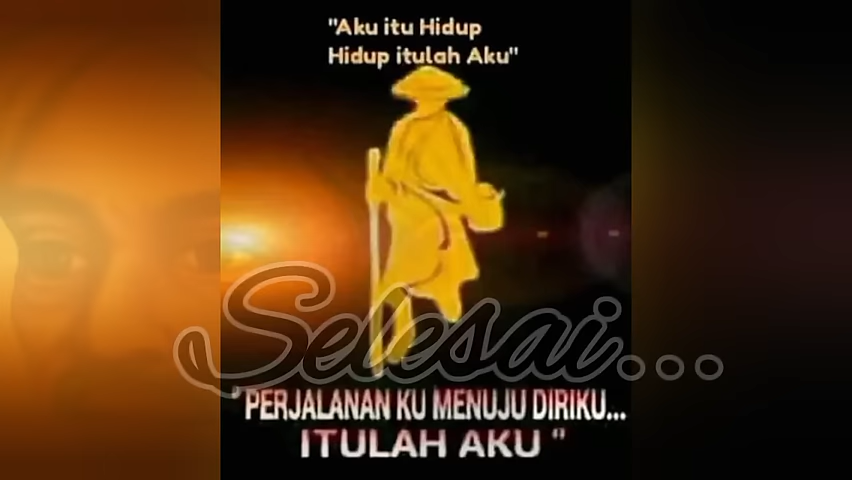 "Aku itu Hidup
Hidup itulah Aku"
Selesai...
"PERJALANAN KU MENUJU DIRIKU...
ITULAH AKU"